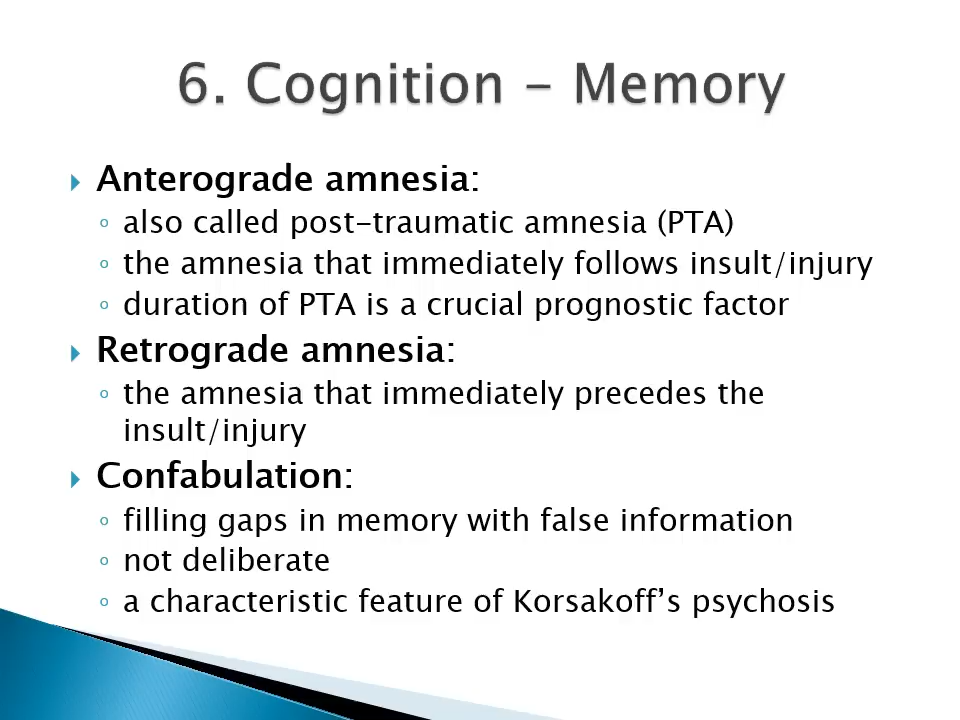 6. Cognition - Memory
Anterograde amnesia:
also called post-traumatic amnesia (PTA)
the amnesia that immediately follows insult/injury
duration of PTA is a crucial prognostic factor
Retrograde amnesia:
the amnesia that immediately precedes the
insult/injury
Confabulation:
filling gaps in memory with false information
not deliberate
a characteristic feature of Korsakoff’s psychosis